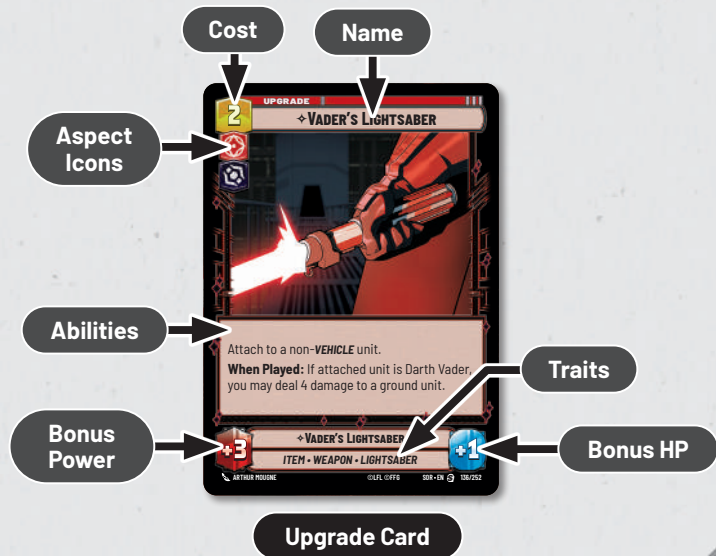 Cost
Name
UPGRADE
2
✧VADER'S LIGHTSABER
Aspect
Icons
Abilities
Attach to a non-VEHICLE unit.
When Played: If attached unit is Darth Vader,
you may deal 4 damage to a ground unit.
Traits
Bonus
Power
+3
✧VADER'S LIGHTSABER
ITEM • WEAPON • LIGHTSABER
+1
Bonus HP
ARTHUR MOUGNE ©LFL ©FFG SOR • EN 136/252
Upgrade Card